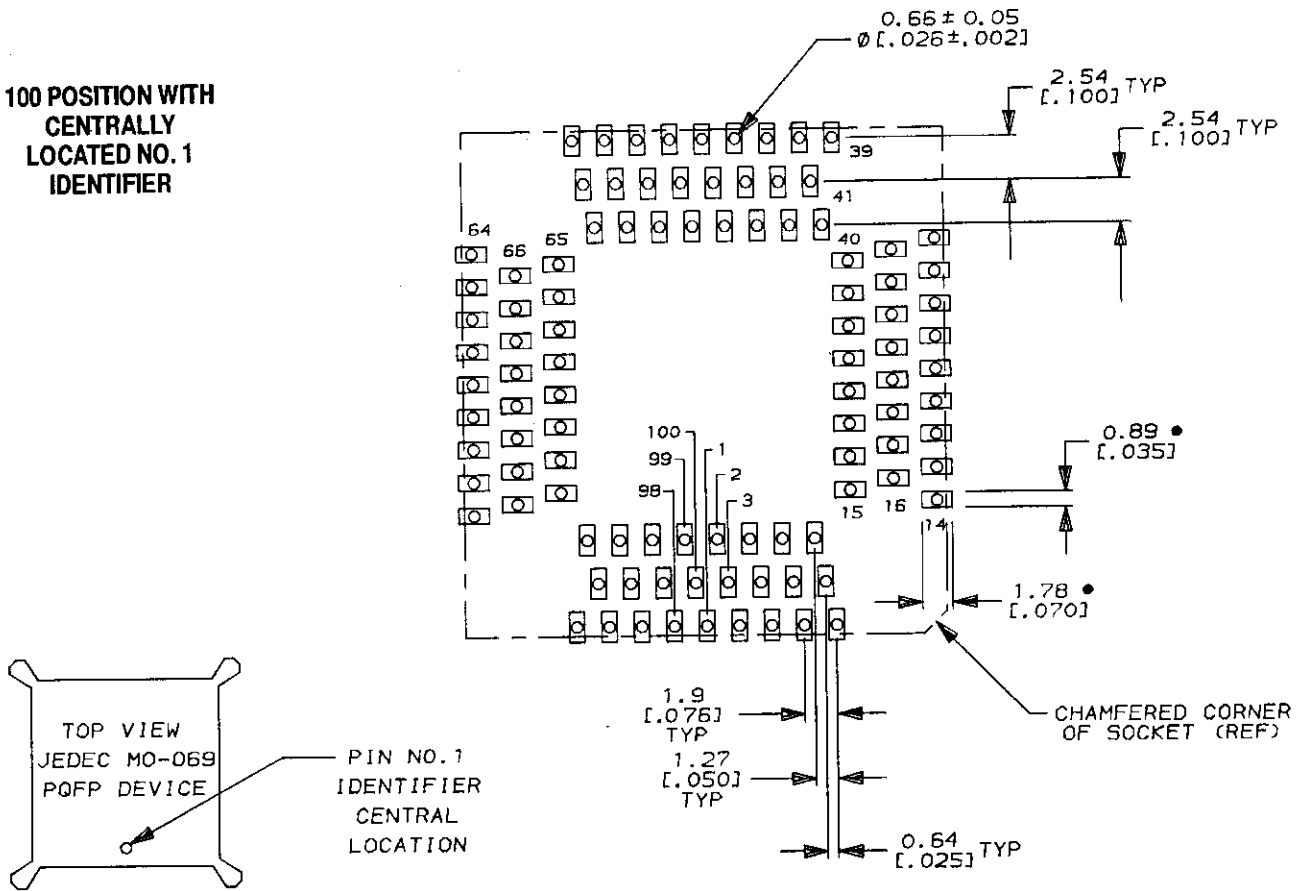 100 POSITION WITH
CENTRALLY
LOCATED NO. 1
IDENTIFIER
0.66 ± 0.05
Ø [.026±.002]
2.54
[.100] TYP
2.54
[.100] TYP
39
41
64
66
65
40
100
99
98
1
2
3
15
16
14
0.89 •
[.035]
1.78 •
[.070]
1.9
[.076]
TYP
1.27
[.050]
TYP
0.64
[.025] TYP
CHAMFERED CORNER
OF SOCKET (REF)
TOP VIEW
JEDEC MO-069
PQFP DEVICE
PIN NO.1
IDENTIFIER
CENTRAL
LOCATION